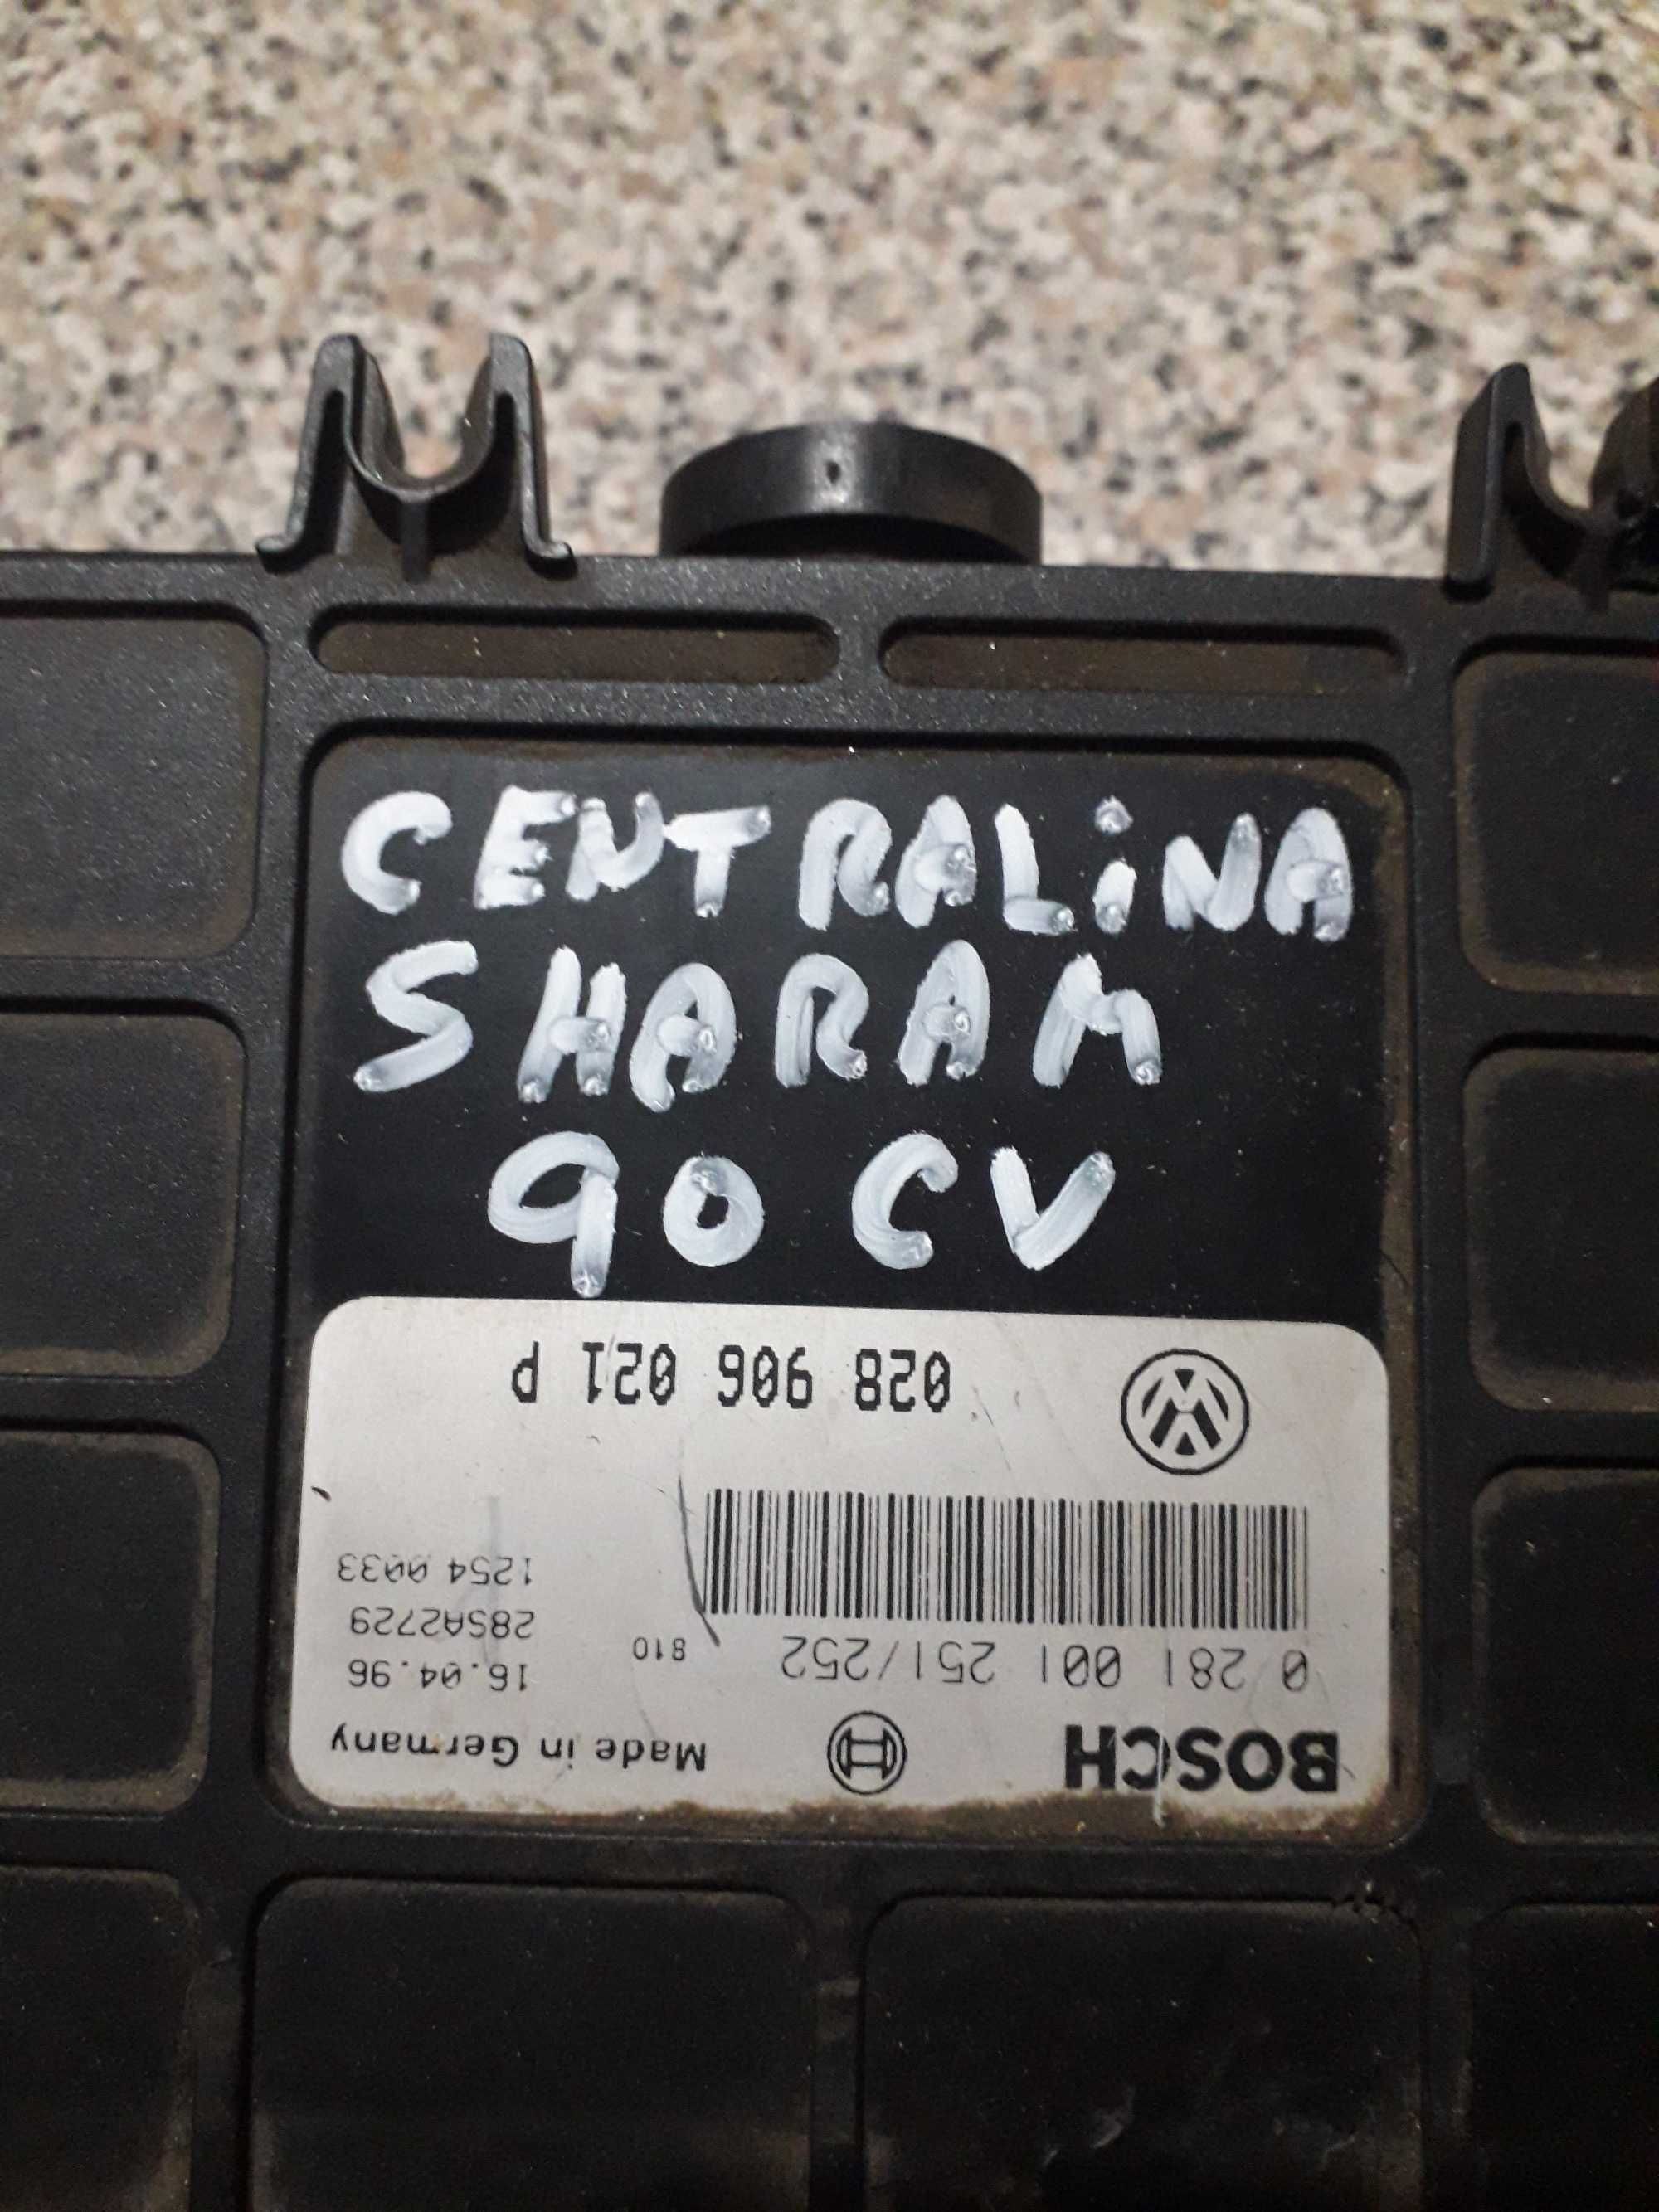 CENTRALiNA
SHARAM
90 CV
BOSCH
Made in Germany
0 281 001 251/252
810
16.04.96
28SA2729
1254 0033
028 906 021 P